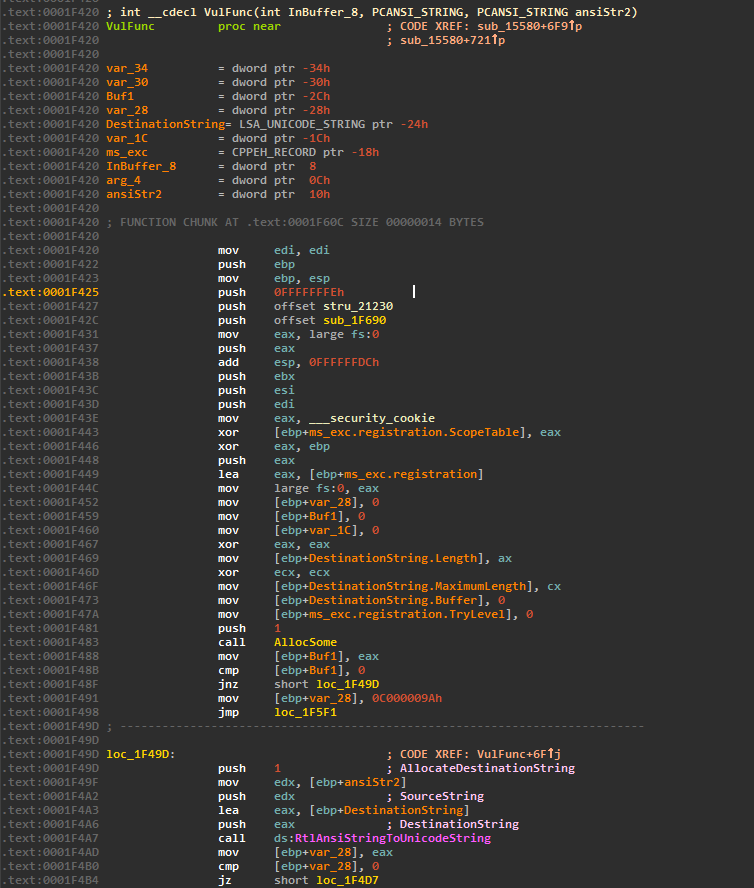 .text:0001F420
.text:0001F420 ; int __cdecl VulFunc(int InBuffer_8, PCANSI_STRING, PCANSI_STRING ansiStr2)
.text:0001F420 VulFunc proc near ; CODE XREF: sub_15580+6F9↑p
.text:0001F420 ; sub_15580+721↑p
.text:0001F420
.text:0001F420 var_34 = dword ptr -34h
.text:0001F420 var_30 = dword ptr -30h
.text:0001F420 Buf1 = dword ptr -2Ch
.text:0001F420 var_28 = dword ptr -28h
.text:0001F420 DestinationString= LSA_UNICODE_STRING ptr -24h
.text:0001F420 var_1C = dword ptr -1Ch
.text:0001F420 ms_exc = CPPEH_RECORD ptr -18h
.text:0001F420 InBuffer_8 = dword ptr 8
.text:0001F420 arg_4 = dword ptr 0Ch
.text:0001F420 ansiStr2 = dword ptr 10h
.text:0001F420
.text:0001F420 ; FUNCTION CHUNK AT .text:0001F60C SIZE 00000014 BYTES
.text:0001F420
.text:0001F420 mov edi, edi
.text:0001F422 push ebp
.text:0001F423 mov ebp, esp
.text:0001F425 push 0FFFFFFFEh
.text:0001F427 push offset stru_21230
.text:0001F42C push offset sub_1F690
.text:0001F431 mov eax, large fs:0
.text:0001F437 push eax
.text:0001F438 add esp, 0FFFFFFDCh
.text:0001F43B push ebx
.text:0001F43C push esi
.text:0001F43D push edi
.text:0001F43E mov eax, ___security_cookie
.text:0001F443 xor [ebp+ms_exc.registration.ScopeTable], eax
.text:0001F446 xor eax, ebp
.text:0001F448 push eax
.text:0001F449 lea eax, [ebp+ms_exc.registration]
.text:0001F44C mov large fs:0, eax
.text:0001F452 mov [ebp+var_28], 0
.text:0001F459 mov [ebp+Buf1], 0
.text:0001F460 mov [ebp+var_1C], 0
.text:0001F467 xor eax, eax
.text:0001F469 mov [ebp+DestinationString.Length], ax
.text:0001F46D xor ecx, ecx
.text:0001F46F mov [ebp+DestinationString.MaximumLength], cx
.text:0001F473 mov [ebp+DestinationString.Buffer], 0
.text:0001F47A mov [ebp+ms_exc.registration.TryLevel], 0
.text:0001F481 push 1
.text:0001F483 call AllocSome
.text:0001F488 mov [ebp+Buf1], eax
.text:0001F48B cmp [ebp+Buf1], 0
.text:0001F48F jnz short loc_1F49D
.text:0001F491 mov [ebp+var_28], 0C000009Ah
.text:0001F498 jmp loc_1F5F1
.text:0001F49D ; ---------------------------------------------------------------------------
.text:0001F49D
.text:0001F49D loc_1F49D: ; CODE XREF: VulFunc+6F↑j
.text:0001F49D push 1 ; AllocateDestinationString
.text:0001F49F mov edx, [ebp+ansiStr2]
.text:0001F4A2 push edx ; SourceString
.text:0001F4A3 lea eax, [ebp+DestinationString]
.text:0001F4A6 push eax ; DestinationString
.text:0001F4A7 call ds:RtlAnsiStringToUnicodeString
.text:0001F4AD mov [ebp+var_28], eax
.text:0001F4B0 cmp [ebp+var_28], 0
.text:0001F4B4 jz short loc_1F4D7